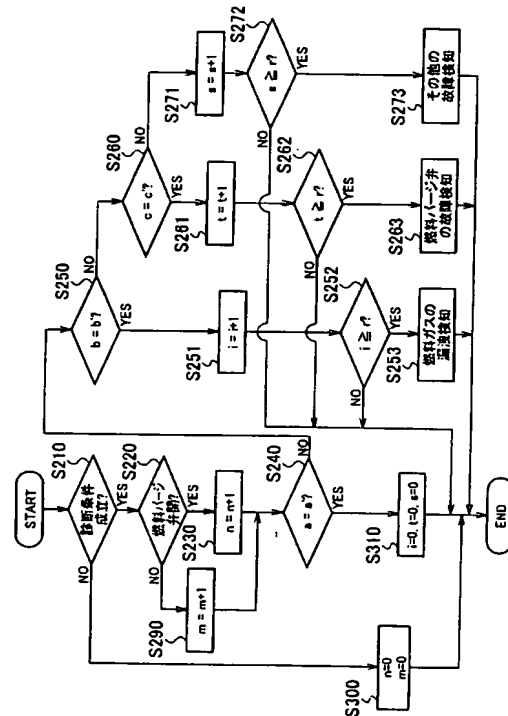 START
S210
診断条件
成立?
NO
YES
S220
燃料パージ
弁開?
NO
YES
S290
m = m+1
S230
n = n+1
S240
a = a'?
NO
YES
S310
i=0, t=0, s=0
S300
n=0
m=0
END
S250
b = b'?
NO
YES
S251
i = i+1
S252
i ≧ r?
NO
YES
S253
燃料ガスの
漏洩検知
S260
c = c'?
NO
YES
S261
t = t+1
S262
t ≧ r?
NO
YES
S263
燃料パージ弁
の故障検知
S271
s = s+1
S272
s ≧ r?
NO
YES
S273
その他の
故障検知